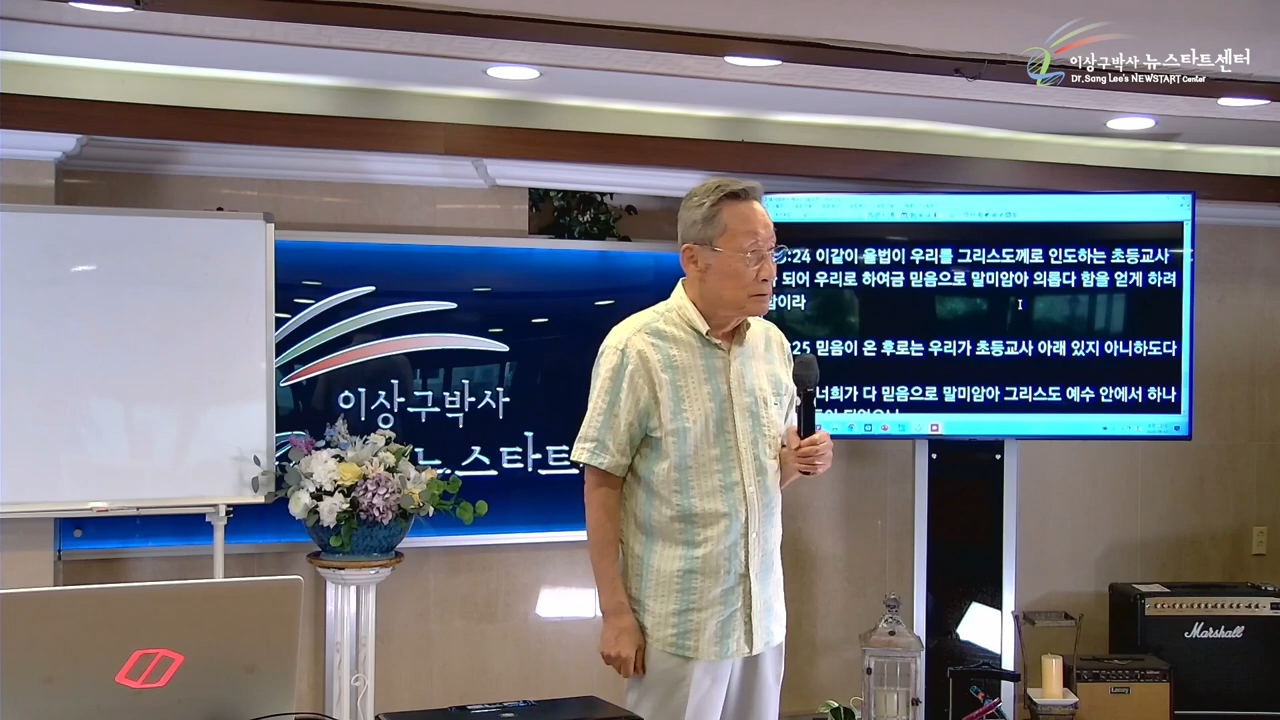 이상구박사 뉴스타트센터
Dr. Sang Lee's NEWSTART Center
:24 이같이 율법이 우리를 그리스도께로 인도하는 초등교사
되어 우리로 하여금 믿음으로 말미암아 의롭다 함을 얻게 하려
함이라
25 믿음이 온 후로는 우리가 초등교사 아래 있지 아니하도다
너희가 다 믿음으로 말미암아 그리스도 예수 안에서 하나
이상구박사
뉴스타트
Marshall
Laney